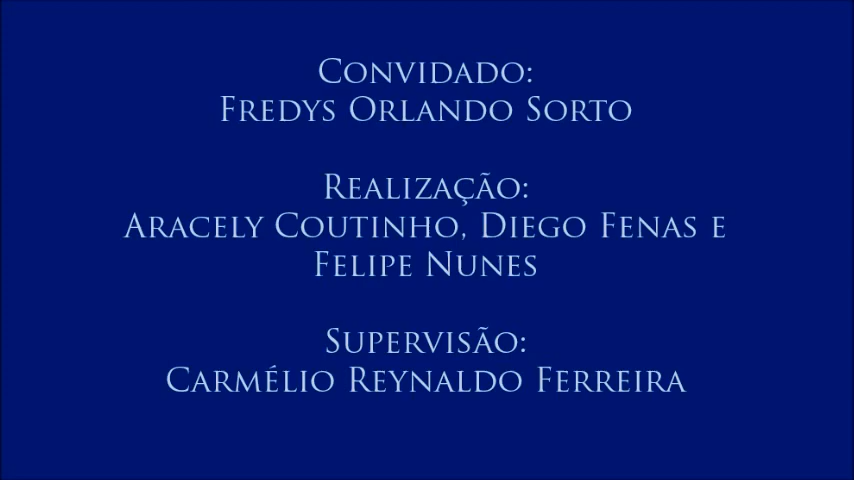 Convidado:
Fredys Orlando Sorto
Realização:
Aracely Coutinho, Diego Fenas e
Felipe Nunes
Supervisão:
Carmélio Reynaldo Ferreira